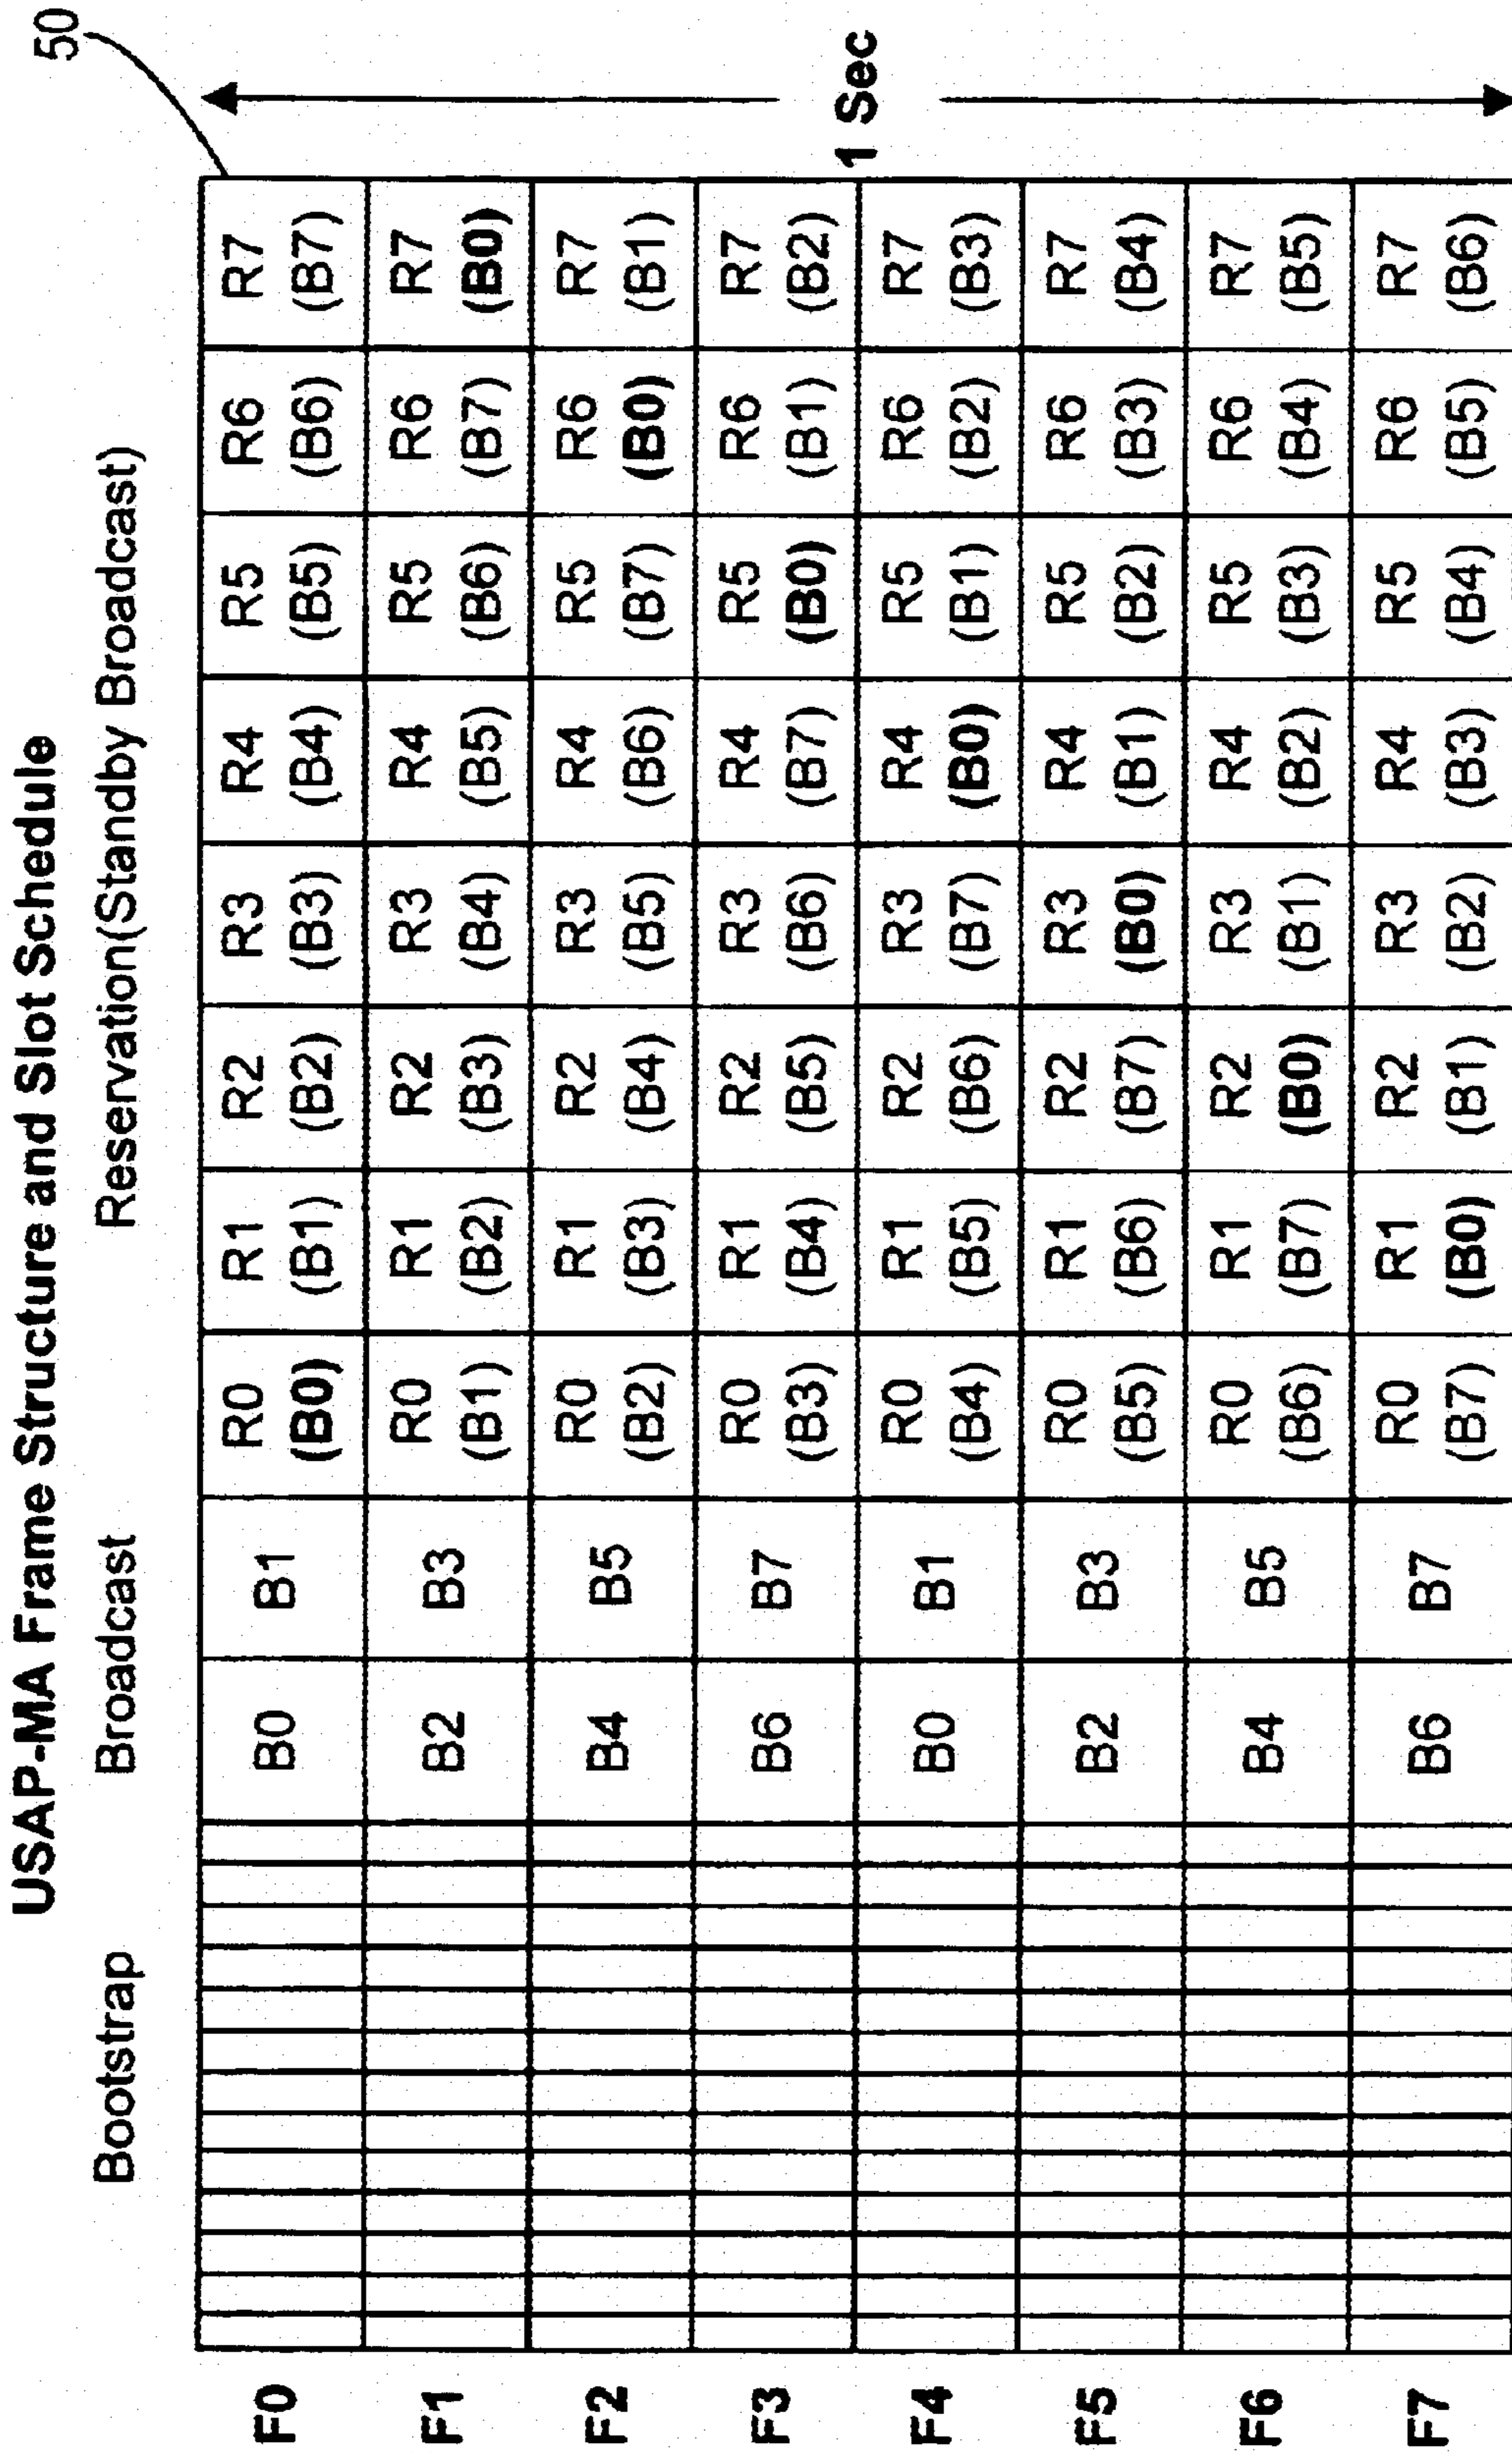 USAP-MA Frame Structure and Slot Schedule
Bootstrap Broadcast Reservation(Standby Broadcast)
50
F0 B0 B1 R0 R1 R2 R3 R4 R5 R6 R7
(B0) (B1) (B2) (B3) (B4) (B5) (B6) (B7)
F1 B2 B3 R0 R1 R2 R3 R4 R5 R6 R7
(B1) (B2) (B3) (B4) (B5) (B6) (B7) (B0)
F2 B4 B5 R0 R1 R2 R3 R4 R5 R6 R7
(B2) (B3) (B4) (B5) (B6) (B7) (B0) (B1)
F3 B6 B7 R0 R1 R2 R3 R4 R5 R6 R7
(B3) (B4) (B5) (B6) (B7) (B0) (B1) (B2)
1 Sec
F4 B0 B1 R0 R1 R2 R3 R4 R5 R6 R7
(B4) (B5) (B6) (B7) (B0) (B1) (B2) (B3)
F5 B2 B3 R0 R1 R2 R3 R4 R5 R6 R7
(B5) (B6) (B7) (B0) (B1) (B2) (B3) (B4)
F6 B4 B5 R0 R1 R2 R3 R4 R5 R6 R7
(B6) (B7) (B0) (B1) (B2) (B3) (B4) (B5)
F7 B6 B7 R0 R1 R2 R3 R4 R5 R6 R7
(B7) (B0) (B1) (B2) (B3) (B4) (B5) (B6)